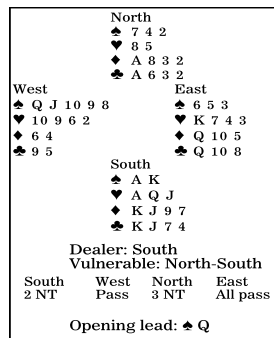 North
♠ 7 4 2
♥ 8 5
♦ A 8 3 2
♣ A 6 3 2
West
♠ Q J 10 9 8
♥ 10 9 6 2
♦ 6 4
♣ 9 5
East
♠ 6 5 3
♥ K 7 4 3
♦ Q 10 5
♣ Q 10 8
South
♠ A K
♥ A Q J
♦ K J 9 7
♣ K J 7 4
Dealer: South
Vulnerable: North-South
South West North East
2 NT Pass 3 NT All pass
Opening lead: ♠ Q